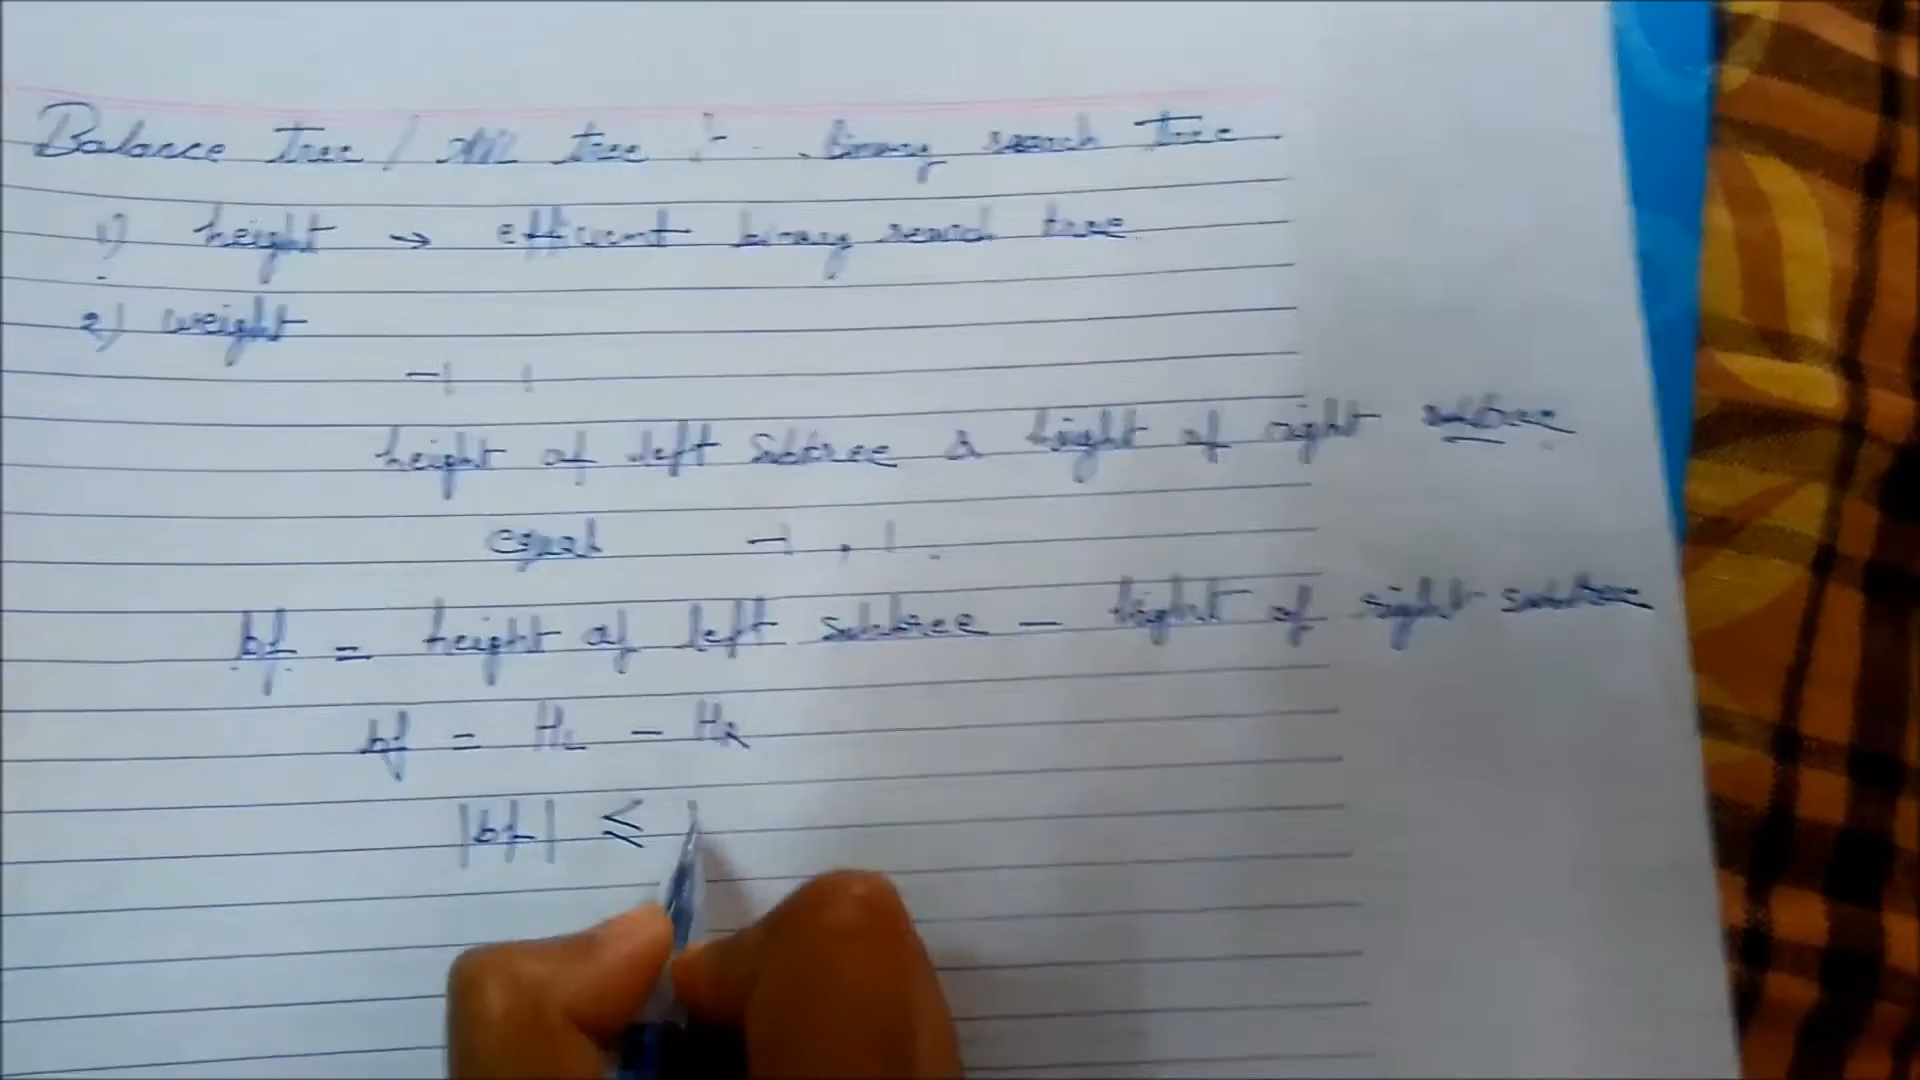 Balance Tree / AVL tree :- binary search Tree
1) height → efficient binary search tree
2) weight
-1 1
height of left Subtree & hight of right subtree
equal -1 , 1 .
bf = height of left subtree - hight of right subtree
bf = HL - HR
|bf| ≤ 1